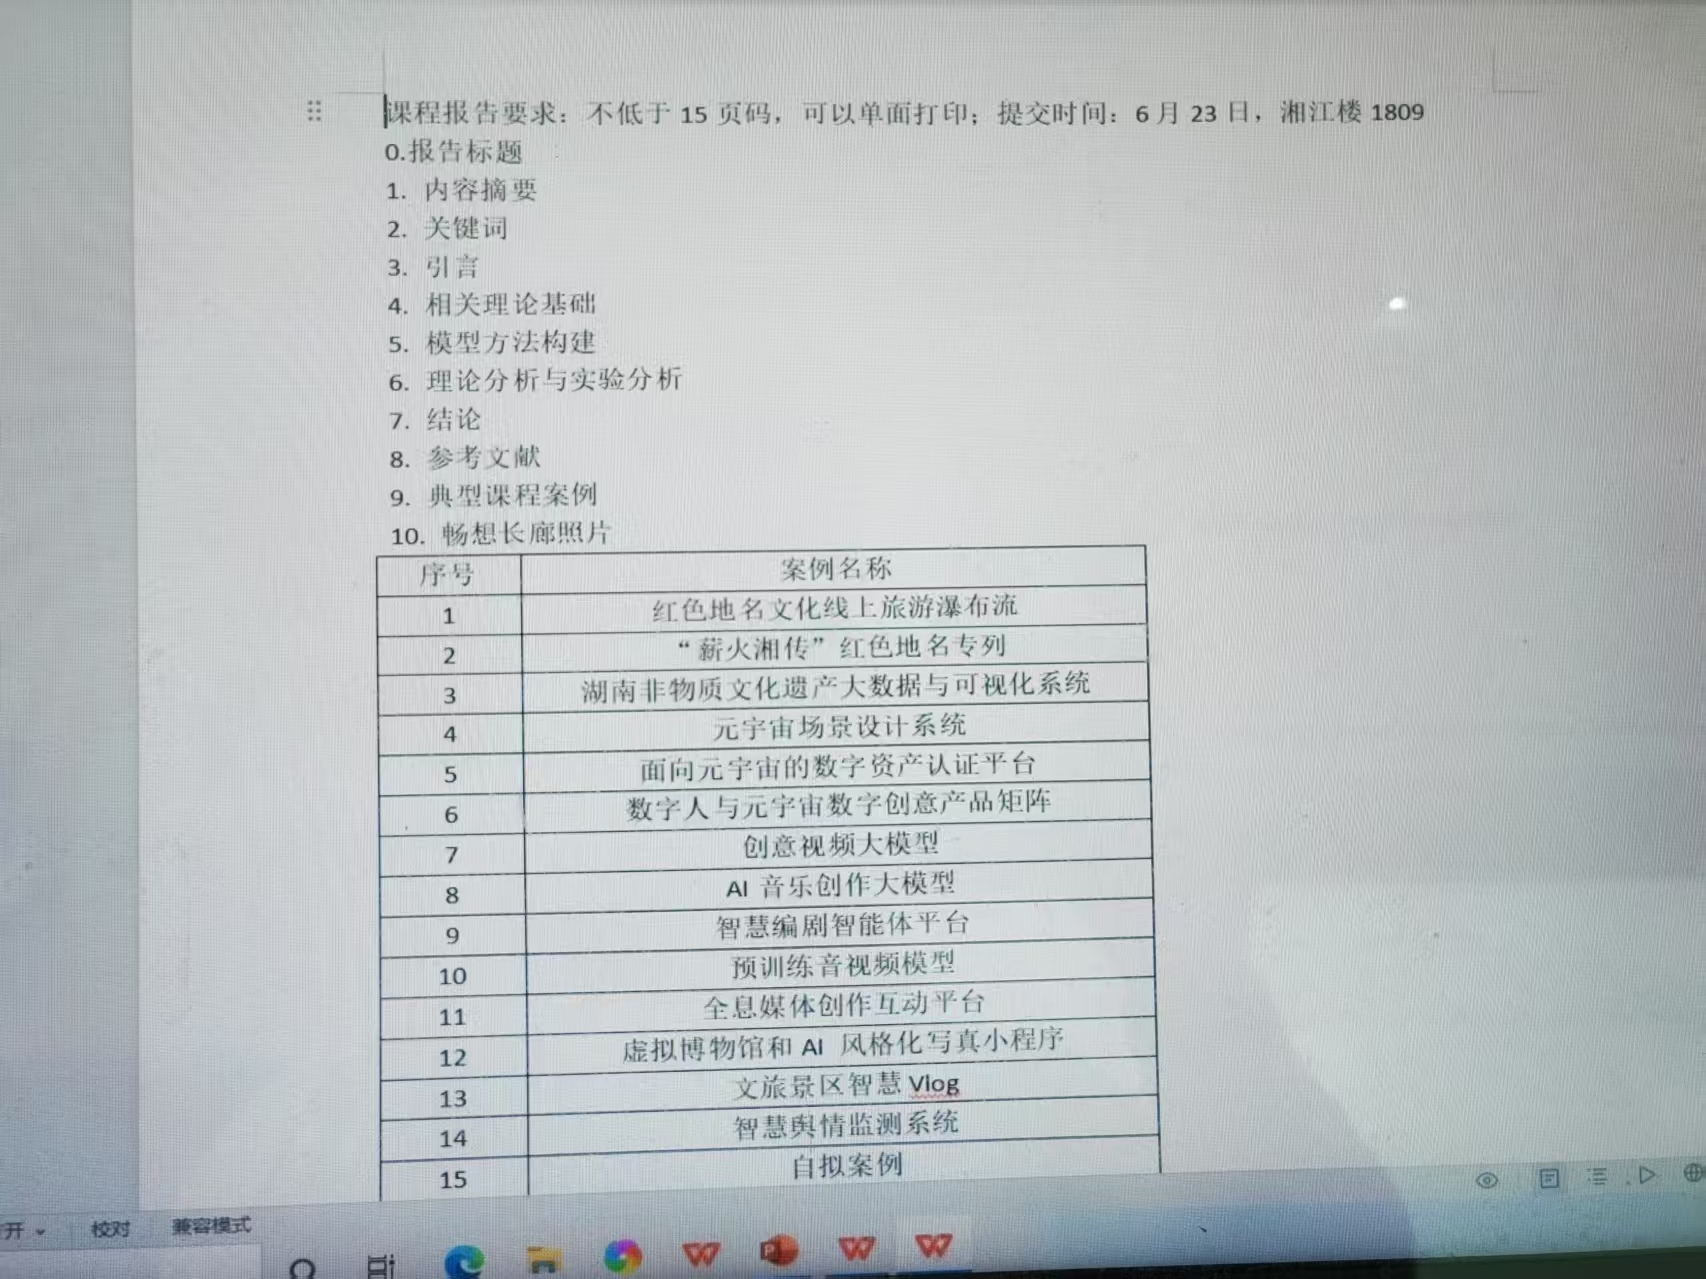 课程报告要求：不低于 15 页码，可以单面打印；提交时间：6 月 23 日，湘江楼 1809
0.报告标题
1. 内容摘要
2. 关键词
3. 引言
4. 相关理论基础
5. 模型方法构建
6. 理论分析与实验分析
7. 结论
8. 参考文献
9. 典型课程案例
10. 畅想长廊照片
序号 案例名称
1 红色地名文化线上旅游瀑布流
2 “薪火湘传”红色地名专列
3 湖南非物质文化遗产大数据与可视化系统
4 元宇宙场景设计系统
5 面向元宇宙的数字资产认证平台
6 数字人与元宇宙数字创意产品矩阵
7 创意视频大模型
8 AI 音乐创作大模型
9 智慧编剧智能体平台
10 预训练音视频模型
11 全息媒体创作互动平台
12 虚拟博物馆和 AI 风格化写真小程序
13 文旅景区智慧 Vlog
14 智慧舆情监测系统
15 自拟案例
开 校对 兼容模式